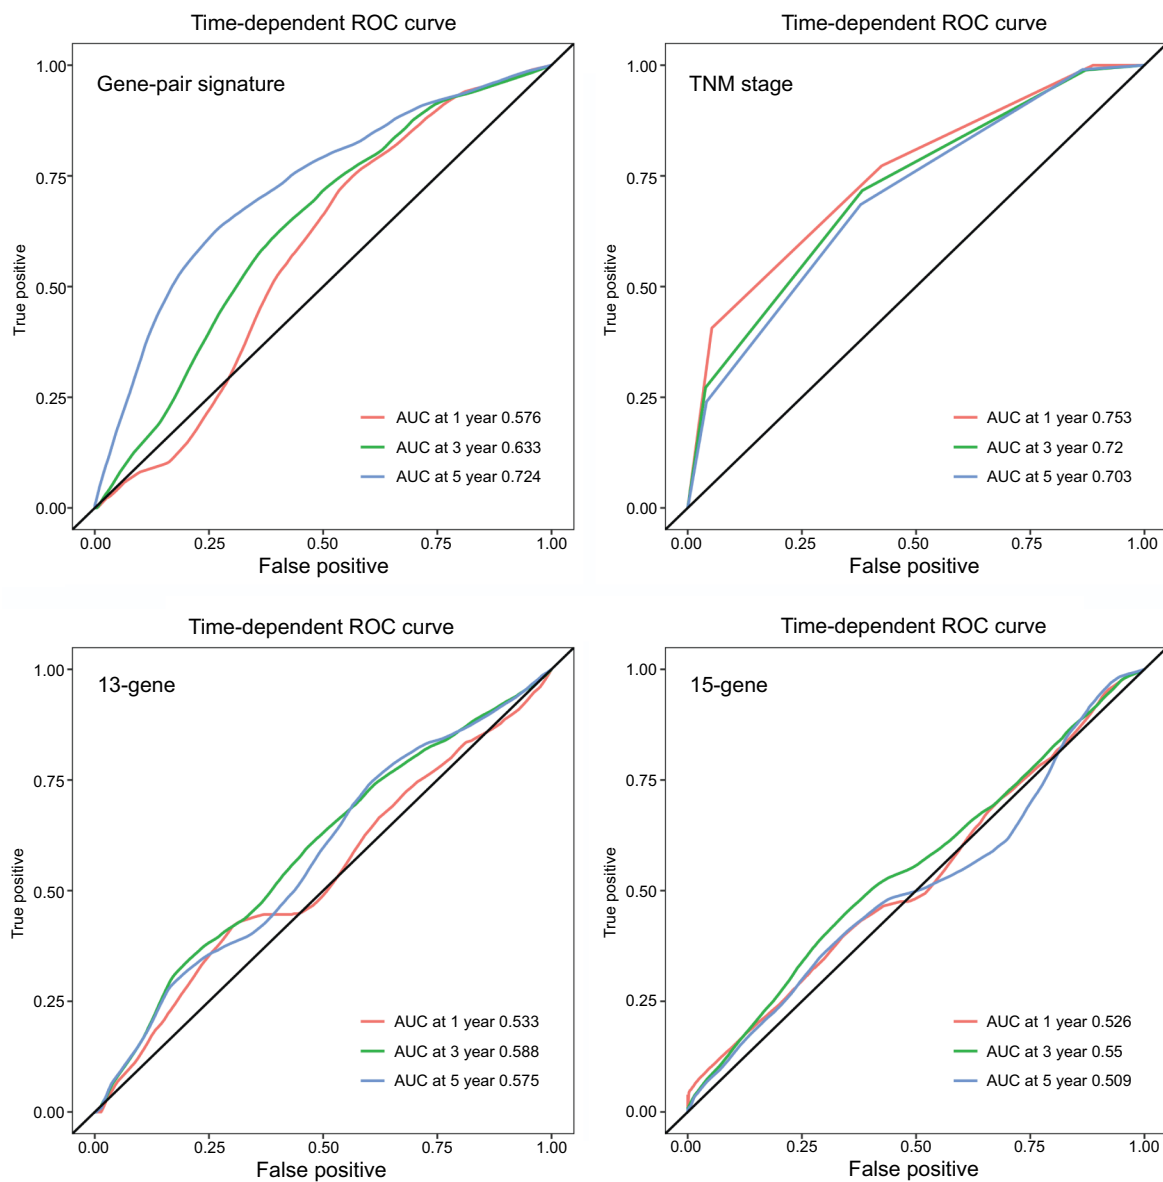 Time-dependent ROC curve
Gene-pair signature
True positive
1.00
0.75
0.50
0.25
0.00
AUC at 1 year 0.576
AUC at 3 year 0.633
AUC at 5 year 0.724
0.00 0.25 0.50 0.75 1.00
False positive
Time-dependent ROC curve
TNM stage
True positive
1.00
0.75
0.50
0.25
0.00
AUC at 1 year 0.753
AUC at 3 year 0.72
AUC at 5 year 0.703
0.00 0.25 0.50 0.75 1.00
False positive
Time-dependent ROC curve
13-gene
True positive
1.00
0.75
0.50
0.25
0.00
AUC at 1 year 0.533
AUC at 3 year 0.588
AUC at 5 year 0.575
0.00 0.25 0.50 0.75 1.00
False positive
Time-dependent ROC curve
15-gene
True positive
1.00
0.75
0.50
0.25
0.00
AUC at 1 year 0.526
AUC at 3 year 0.55
AUC at 5 year 0.509
0.00 0.25 0.50 0.75 1.00
False positive